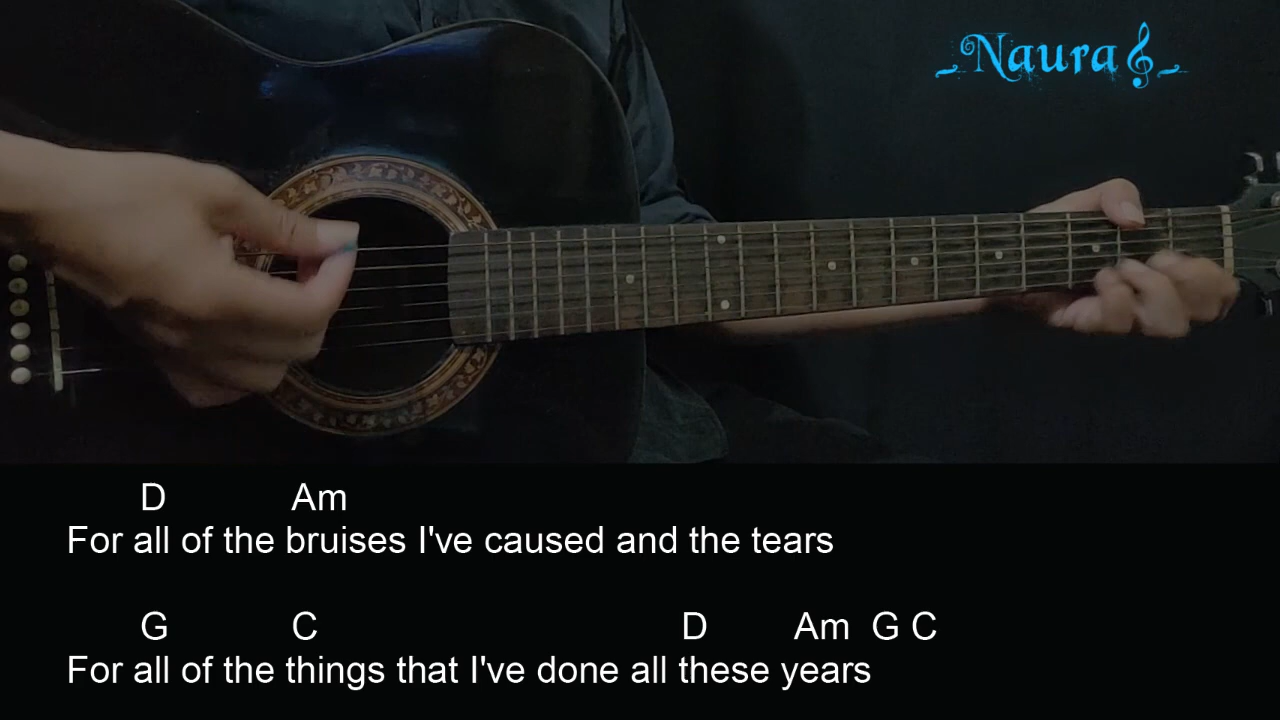 Naura
D Am
For all of the bruises I've caused and the tears
G C D Am G C
For all of the things that I've done all these years